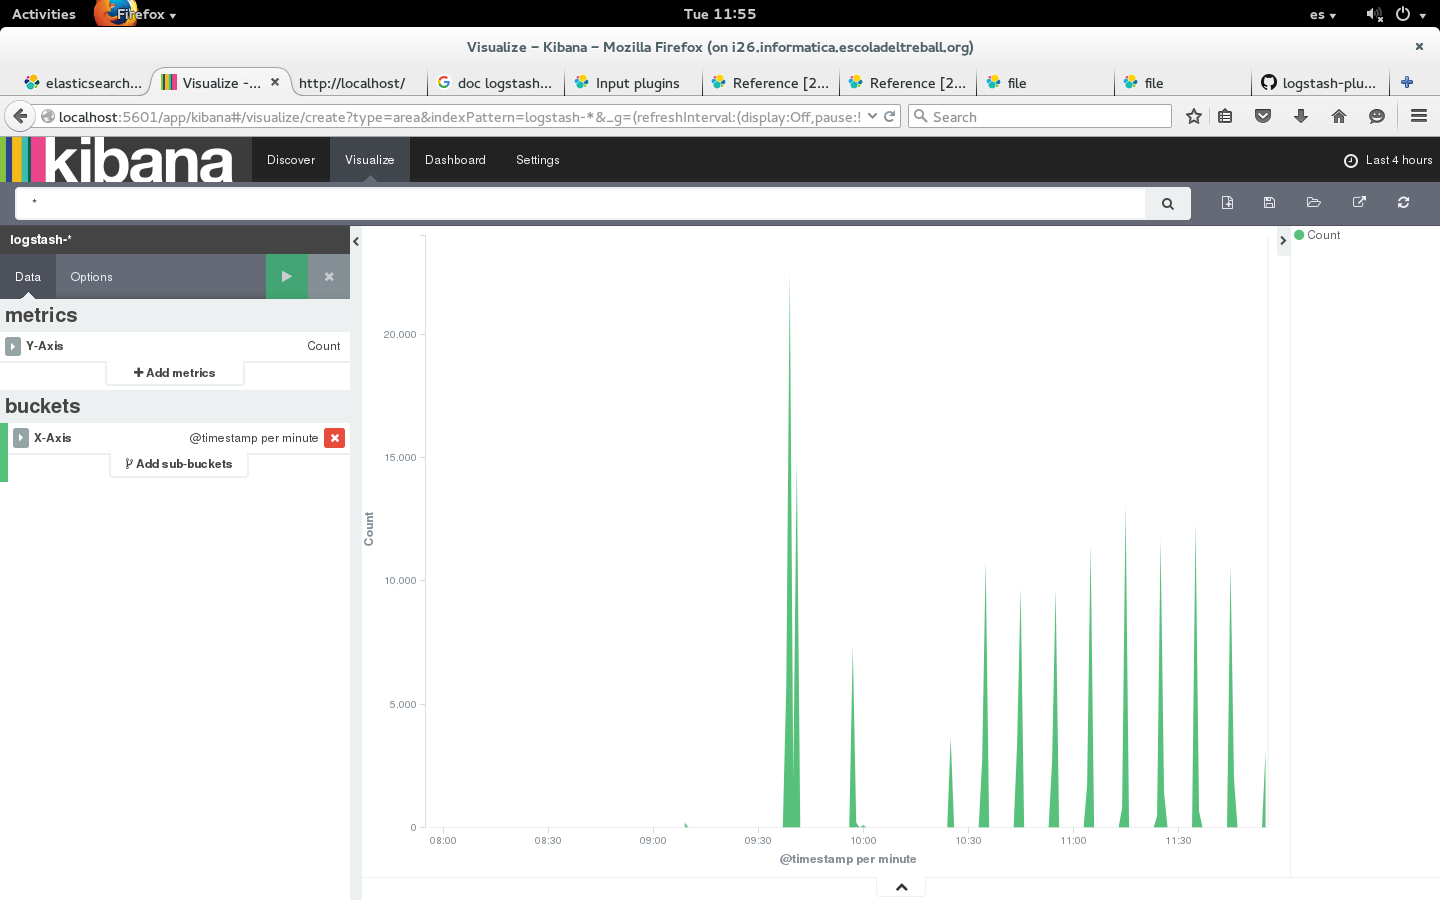 Activities Firefox Tue 11:55 es
Visualize - Kibana - Mozilla Firefox (on i26.informatica.escoladeltreball.org)
elasticsearch... Visualize -... http://localhost/ doc logstash... Input plugins Reference [2... Reference [2... file file logstash-plu...
localhost:5601/app/kibana#/visualize/create?type=area&indexPattern=logstash-*&_g=(refreshInterval:(display:Off,pause:! Search
kibana Discover Visualize Dashboard Settings Last 4 hours
*
logstash-*
Data Options
metrics
Y-Axis Count
Add metrics
buckets
X-Axis @timestamp per minute
Add sub-buckets
Count
20.000
15.000
10.000
5.000
0
Count
08:00 08:30 09:00 09:30 10:00 10:30 11:00 11:30
@timestamp per minute